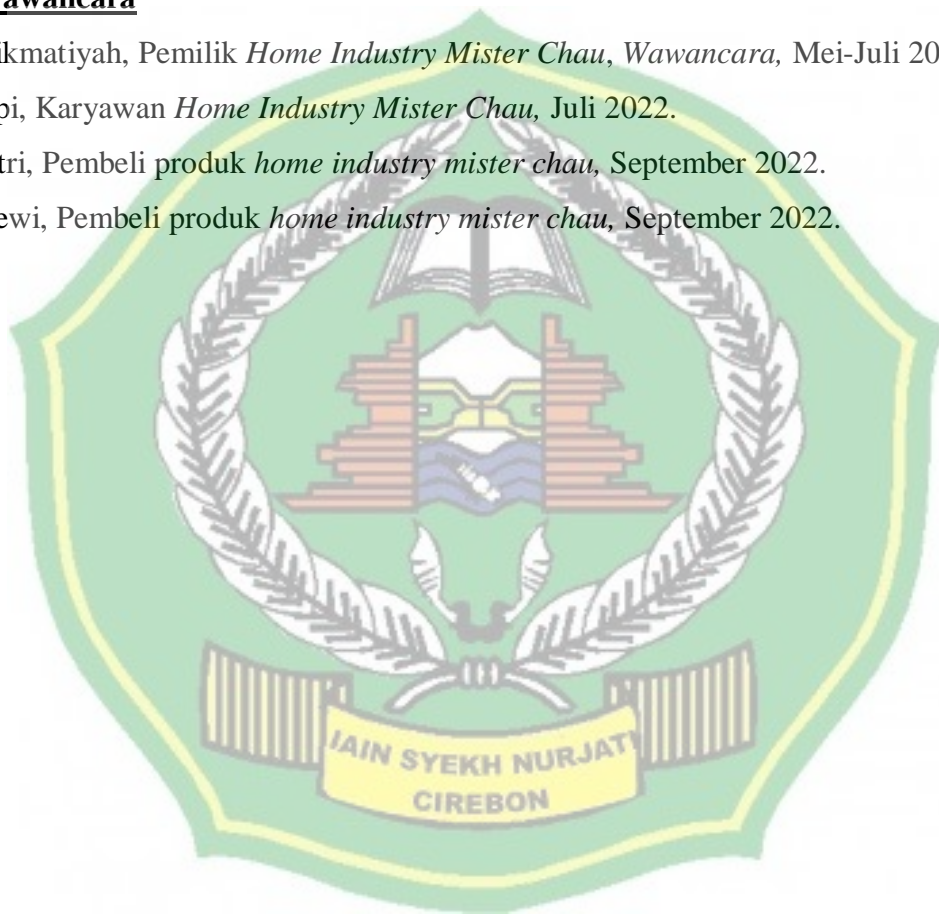 ikmatiyah, Pemilik Home Industry Mister Chau, Wawancara, Mei-Juli 20
pi, Karyawan Home Industry Mister Chau, Juli 2022.
tri, Pembeli produk home industry mister chau, September 2022.
ewi, Pembeli produk home industry mister chau, September 2022.
IAIN SYEKH NURJATI
CIREBON